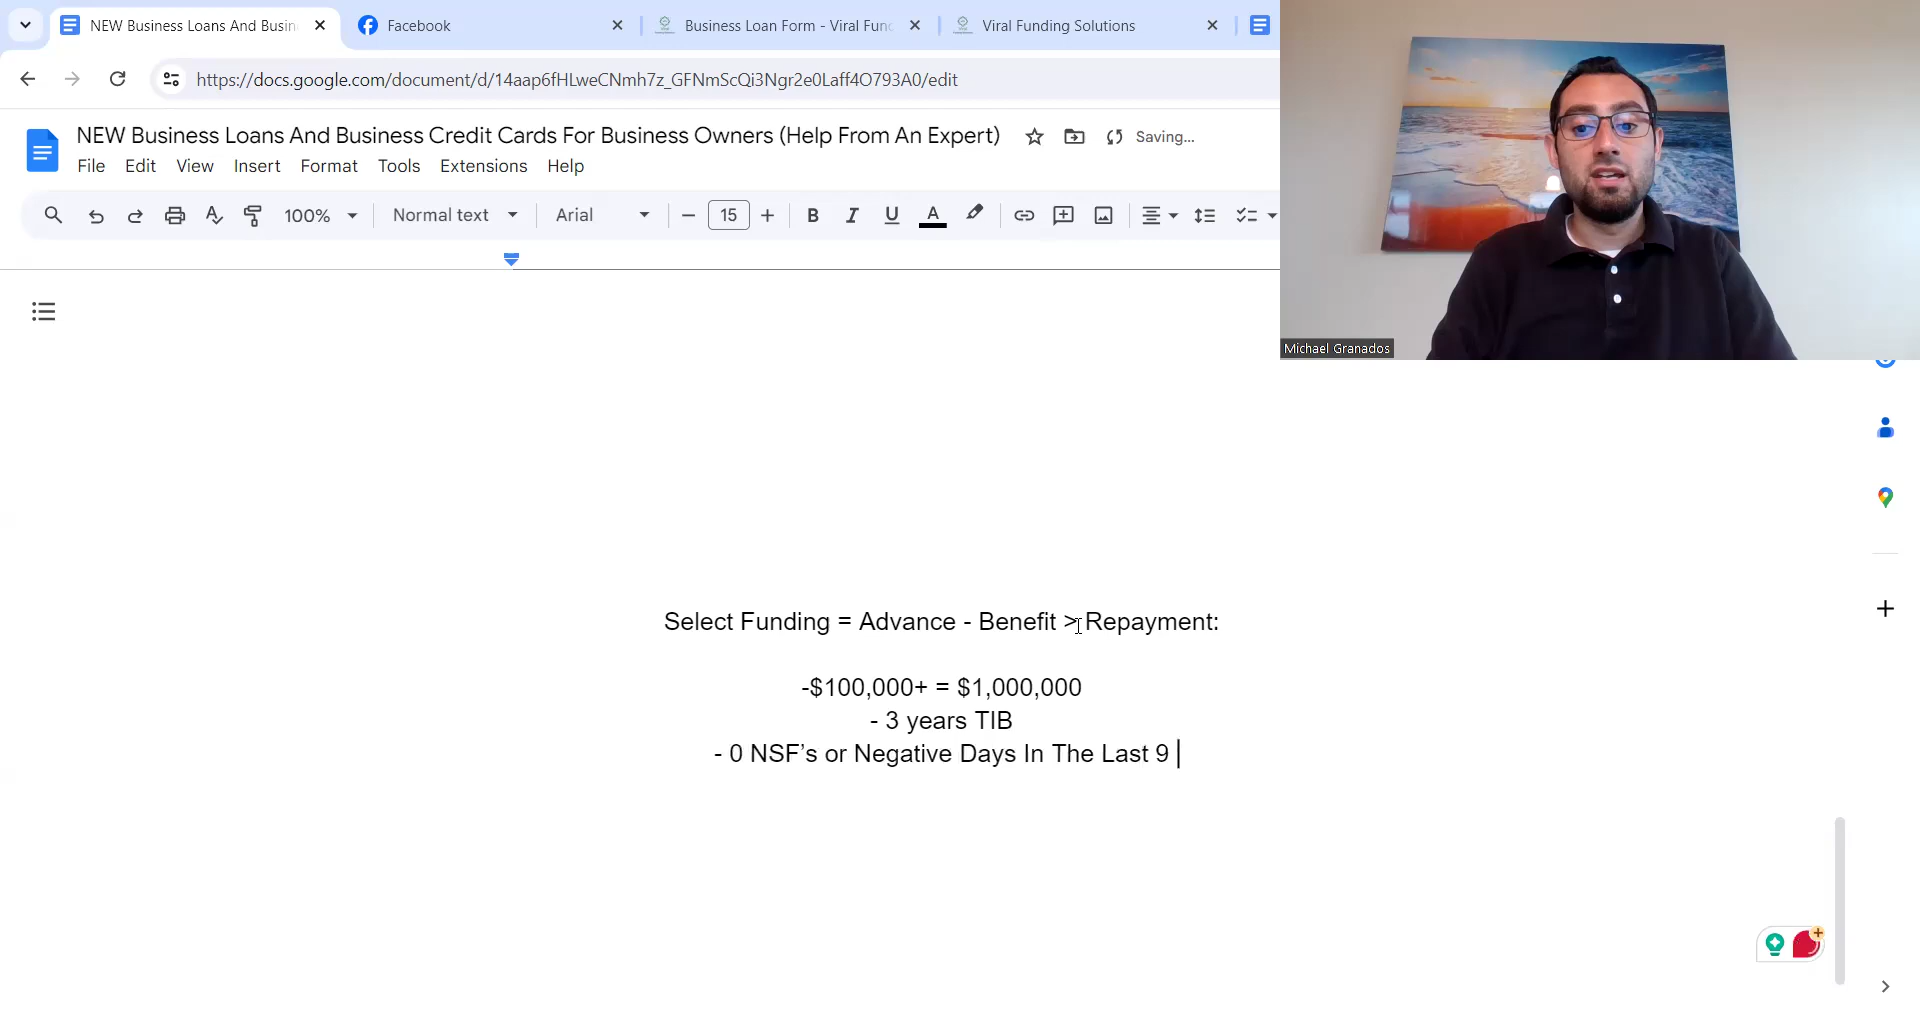 NEW Business Loans And Busin
Facebook
Business Loan Form - Viral Func
Viral Funding Solutions
https://docs.google.com/document/d/14aap6fHLweCNmh7z_GFNmScQi3Ngr2e0Laff4O793A0/edit
NEW Business Loans And Business Credit Cards For Business Owners (Help From An Expert)
Saving...
File Edit View Insert Format Tools Extensions Help
100% Normal text Arial 15 B I U A
Michael Granados
Select Funding = Advance - Benefit > Repayment:
-$100,000+ = $1,000,000
- 3 years TIB
- 0 NSF’s or Negative Days In The Last 9